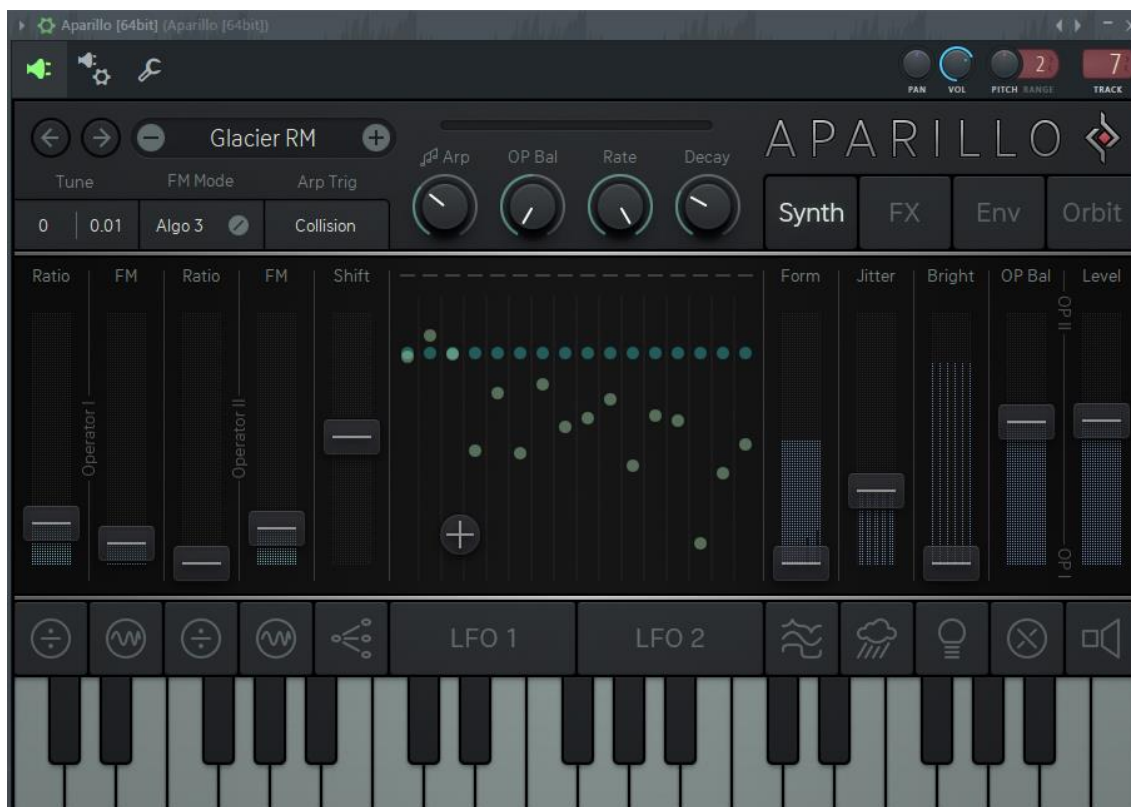 Aparillo [64bit] (Aparillo [64bit])
2 7
PAN VOL PITCH RANGE TRACK
Glacier RM
Arp OP Bal Rate Decay
APARILLO
Tune FM Mode Arp Trig
0 0.01 Algo 3 Collision
Synth FX Env Orbit
Ratio FM Ratio FM Shift Form Jitter Bright OP Bal Level
OP II
Operator I
Operator II
OP I
LFO 1 LFO 2